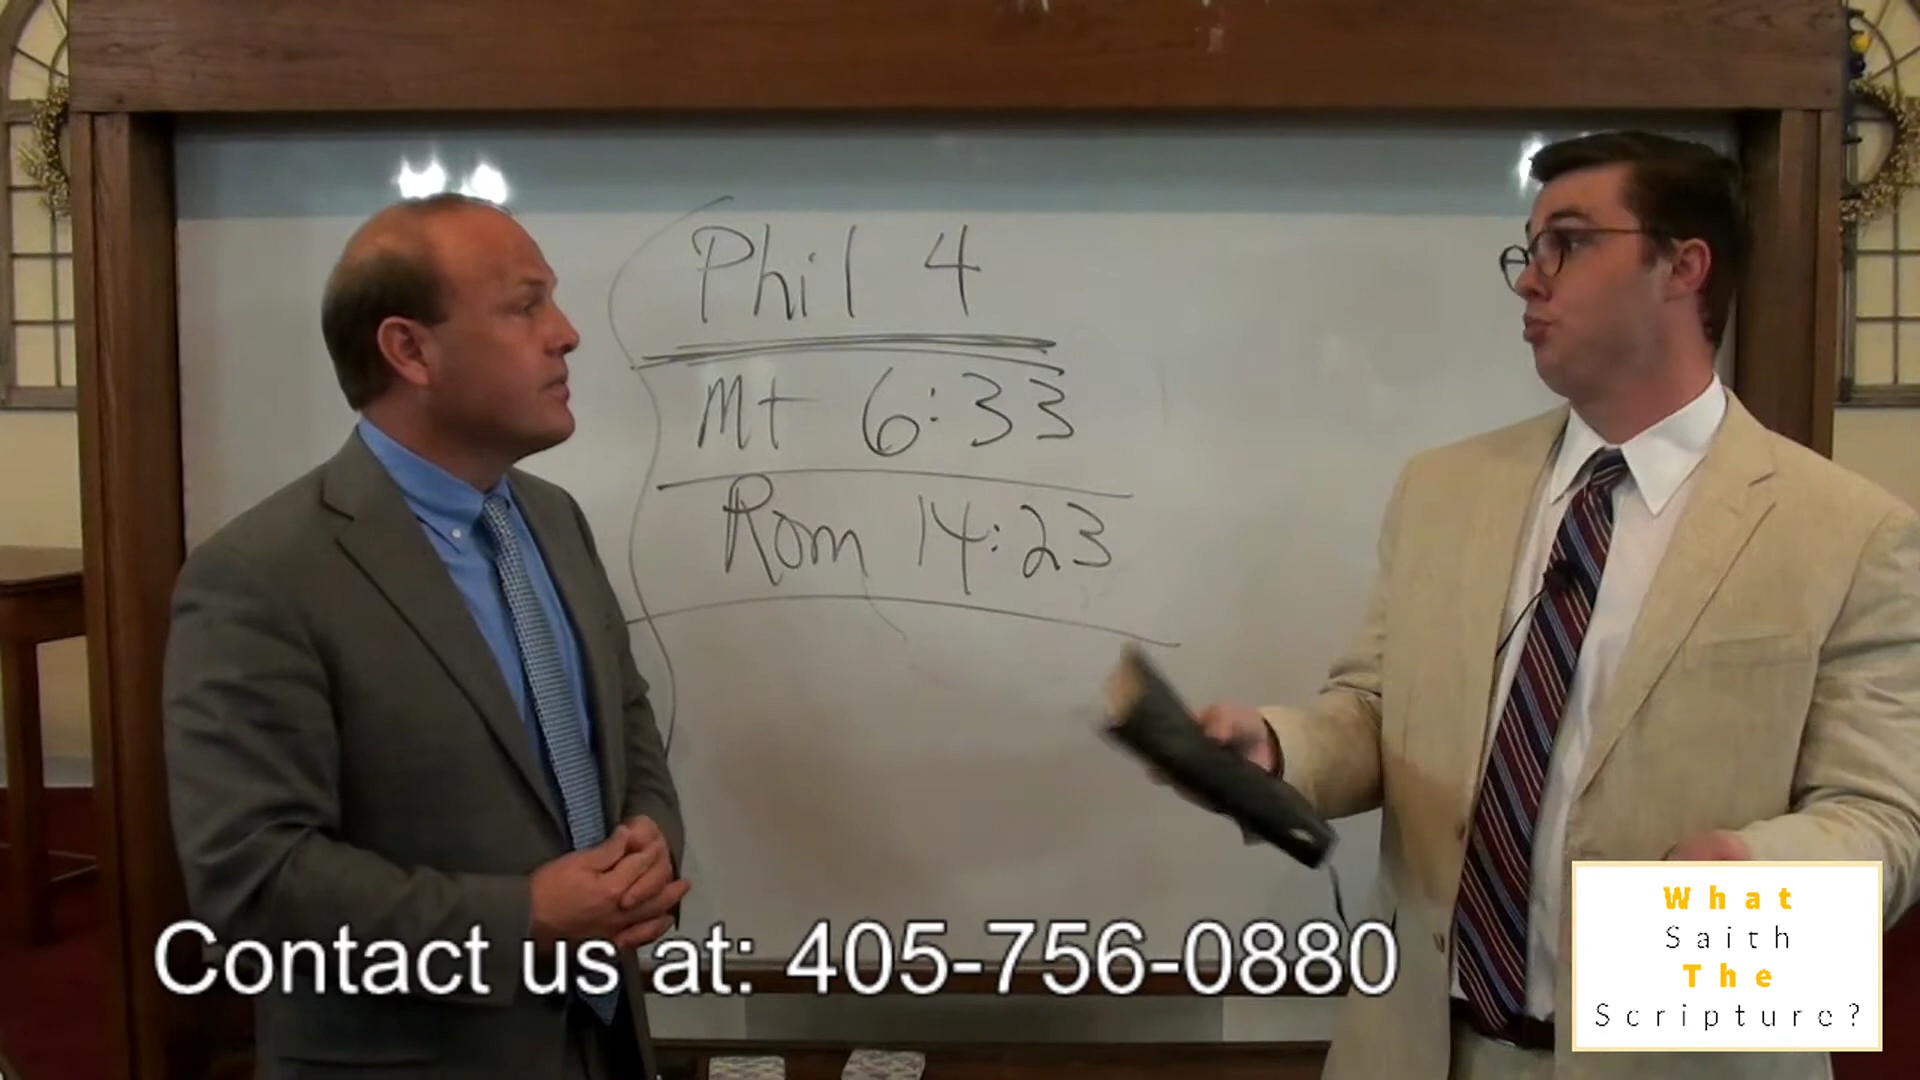 Phil 4
Mt 6:33
Rom 14:23
Contact us at: 405-756-0880
What
Saith
The
Scripture?